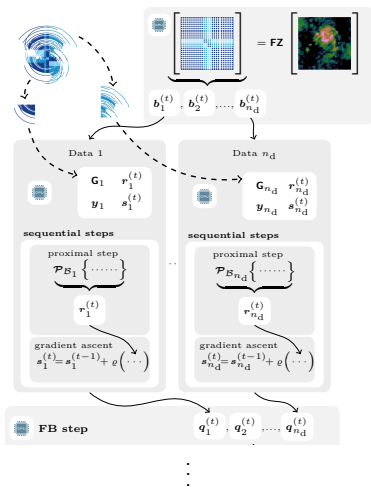 = FZ
b_1^(t), b_2^(t), ..., b_{n_d}^(t)
Data 1
G_1 r_1^(t)
y_1 s_1^(t)
sequential steps
proximal step
P_{B_1} { ······ }
r_1^(t)
gradient ascent
s_1^(t) = s_1^(t−1) + ϱ ( ··· )
··
Data n_d
G_{n_d} r_{n_d}^(t)
y_{n_d} s_{n_d}^(t)
sequential steps
proximal step
P_{B_{n_d}} { ······ }
r_{n_d}^(t)
gradient ascent
s_{n_d}^(t) = s_{n_d}^(t−1) + ϱ ( ··· )
FB step
q_1^(t), q_2^(t), ..., q_{n_d}^(t)
⋮